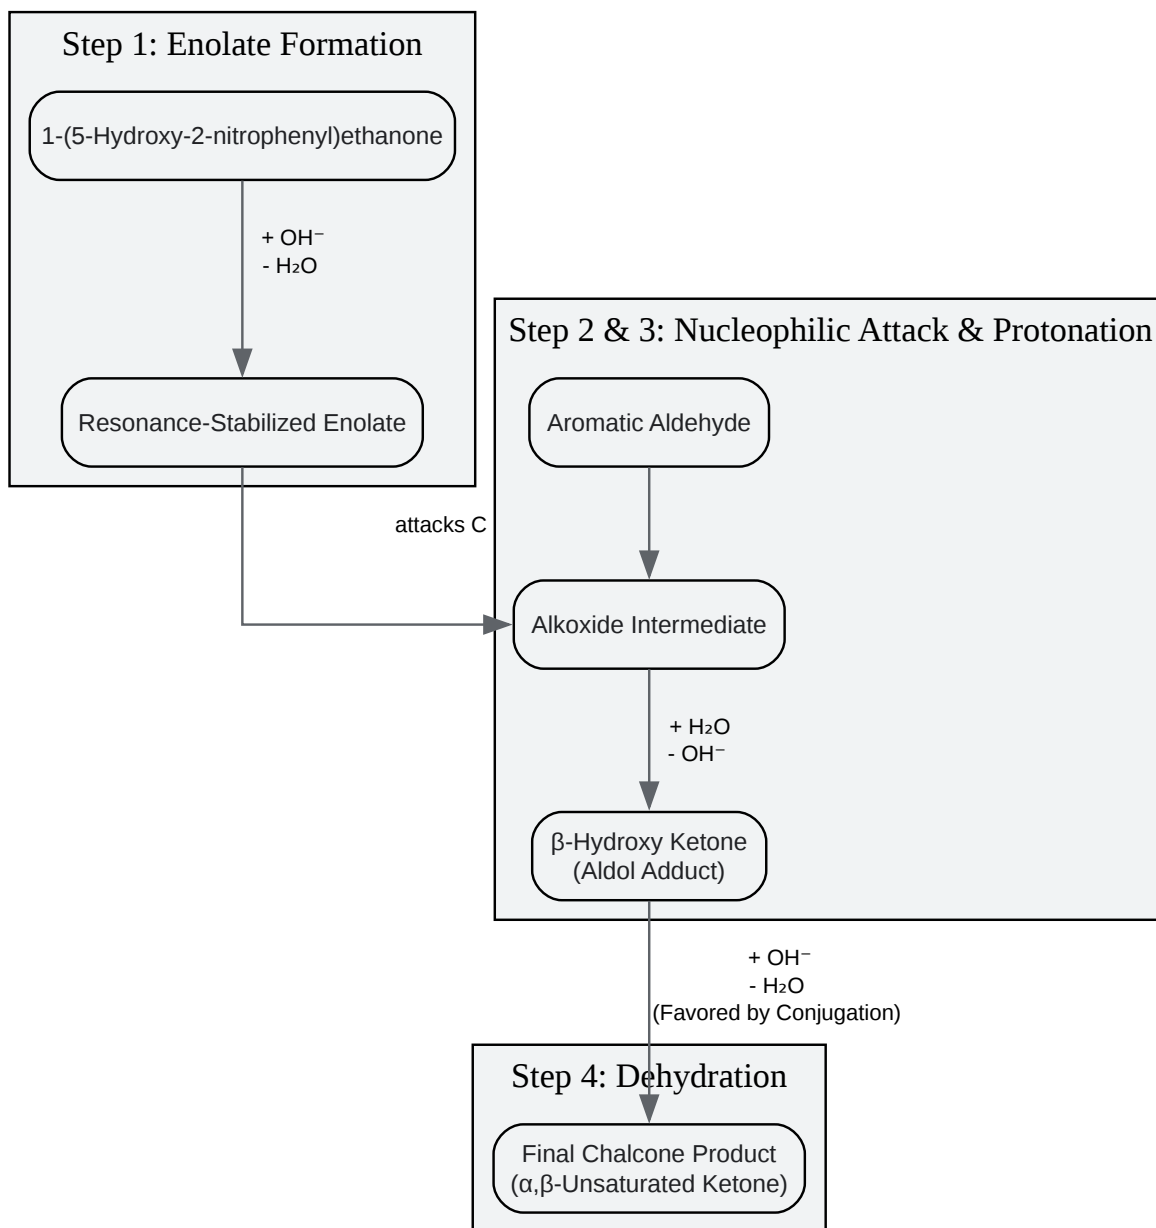 Step 1: Enolate Formation
1-(5-Hydroxy-2-nitrophenyl)ethanone
+ OH⁻
- H₂O
Resonance-Stabilized Enolate
attacks C
Step 2 & 3: Nucleophilic Attack & Protonation
Aromatic Aldehyde
Alkoxide Intermediate
+ H₂O
- OH⁻
β-Hydroxy Ketone
(Aldol Adduct)
+ OH⁻
- H₂O
(Favored by Conjugation)
Step 4: Dehydration
Final Chalcone Product
(α,β-Unsaturated Ketone)